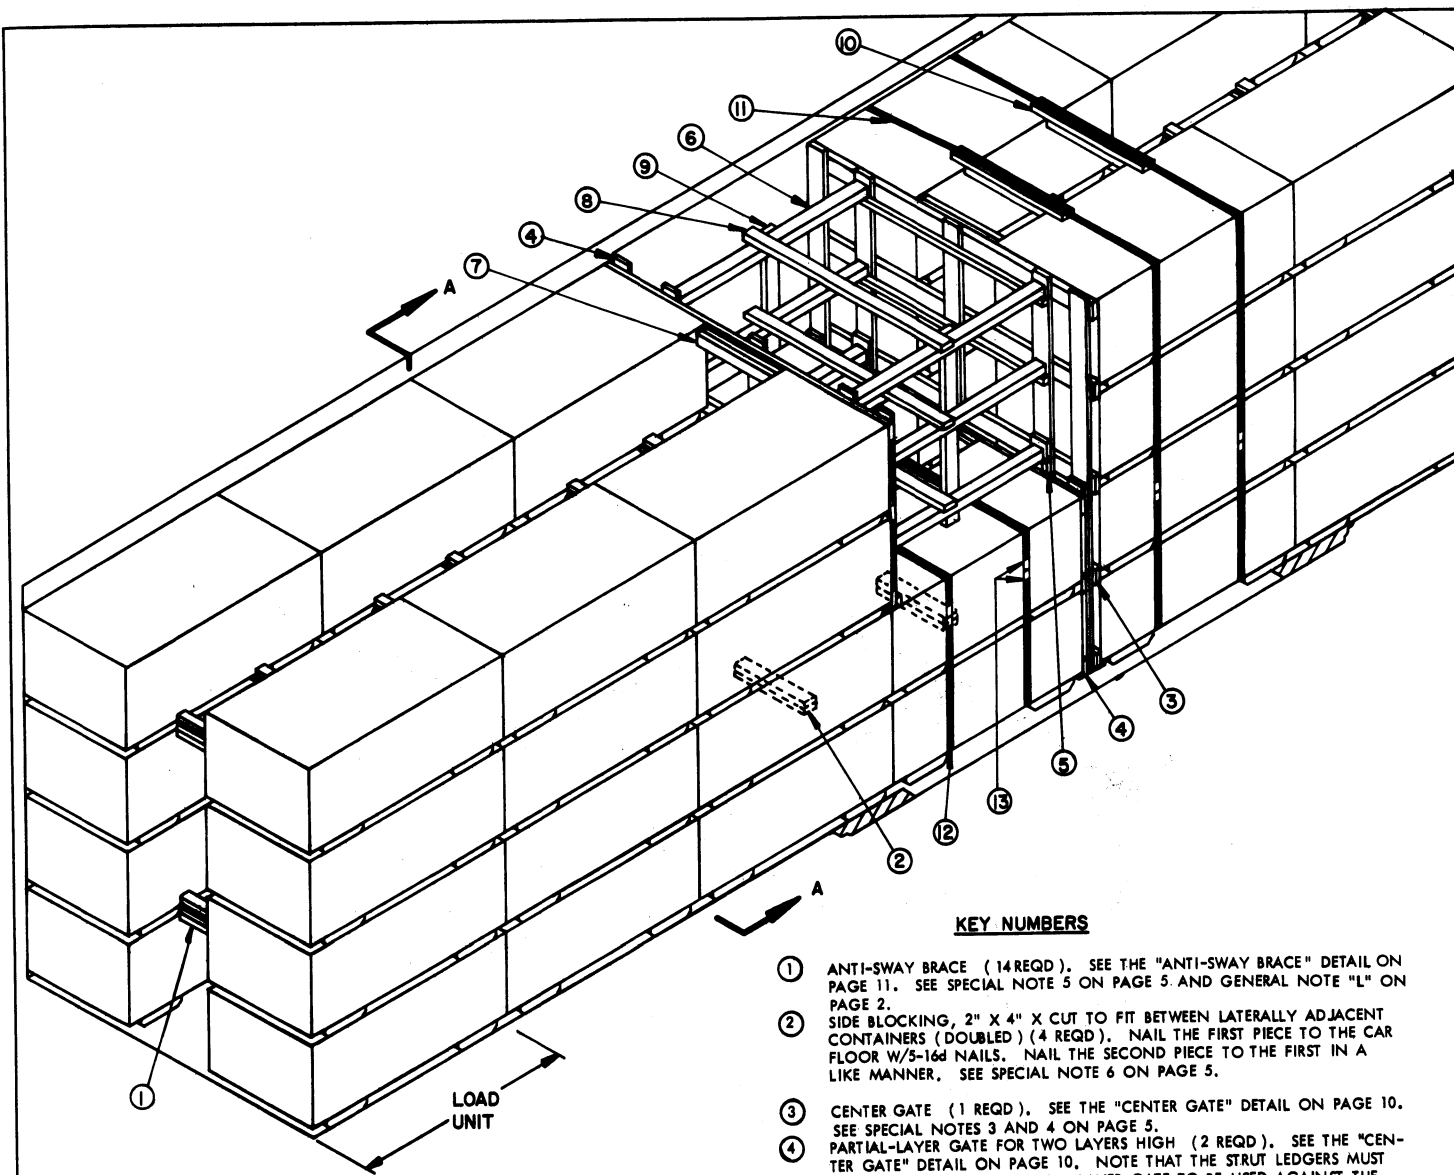 10
11
6
9
8
4
7
A
3
4
5
13
12
2
A
1
LOAD
UNIT
KEY NUMBERS
1 ANTI-SWAY BRACE (14 REQD). SEE THE "ANTI-SWAY BRACE" DETAIL ON
PAGE 11. SEE SPECIAL NOTE 5 ON PAGE 5 AND GENERAL NOTE "L" ON
PAGE 2.
2 SIDE BLOCKING, 2" X 4" X CUT TO FIT BETWEEN LATERALLY ADJACENT
CONTAINERS (DOUBLED) (4 REQD). NAIL THE FIRST PIECE TO THE CAR
FLOOR W/5-16d NAILS. NAIL THE SECOND PIECE TO THE FIRST IN A
LIKE MANNER. SEE SPECIAL NOTE 6 ON PAGE 5.
3 CENTER GATE (1 REQD). SEE THE "CENTER GATE" DETAIL ON PAGE 10.
SEE SPECIAL NOTES 3 AND 4 ON PAGE 5.
4 PARTIAL-LAYER GATE FOR TWO LAYERS HIGH (2 REQD). SEE THE "CEN-
TER GATE" DETAIL ON PAGE 10. NOTE THAT THE STRUT LEDGERS MUST
GATE TO BE USED AGAINST THE